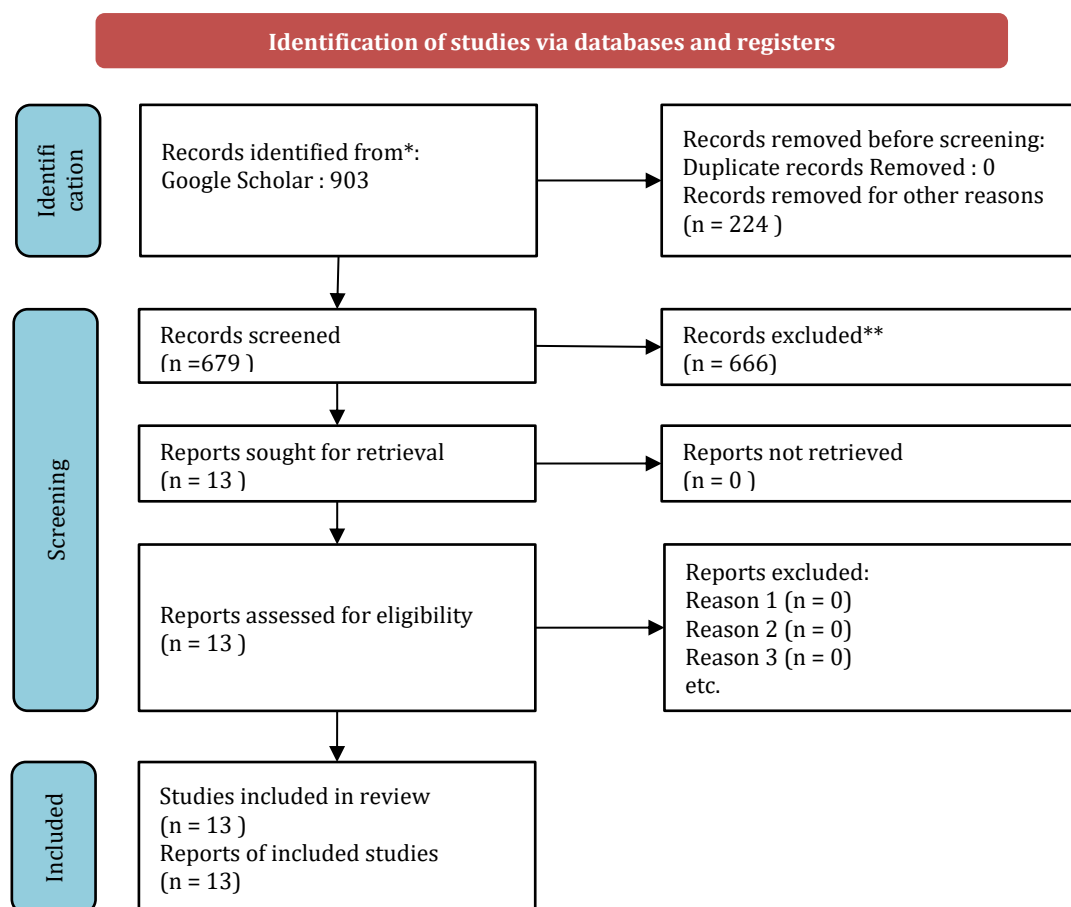 Identification of studies via databases and registers
Identifi
cation
Records identified from*:
Google Scholar : 903
Records removed before screening:
Duplicate records Removed : 0
Records removed for other reasons
(n = 224 )
Screening
Records screened
(n =679 )
Records excluded**
(n = 666)
Reports sought for retrieval
(n = 13 )
Reports not retrieved
(n = 0 )
Reports assessed for eligibility
(n = 13 )
Reports excluded:
Reason 1 (n = 0)
Reason 2 (n = 0)
Reason 3 (n = 0)
etc.
Included
Studies included in review
(n = 13 )
Reports of included studies
(n = 13)